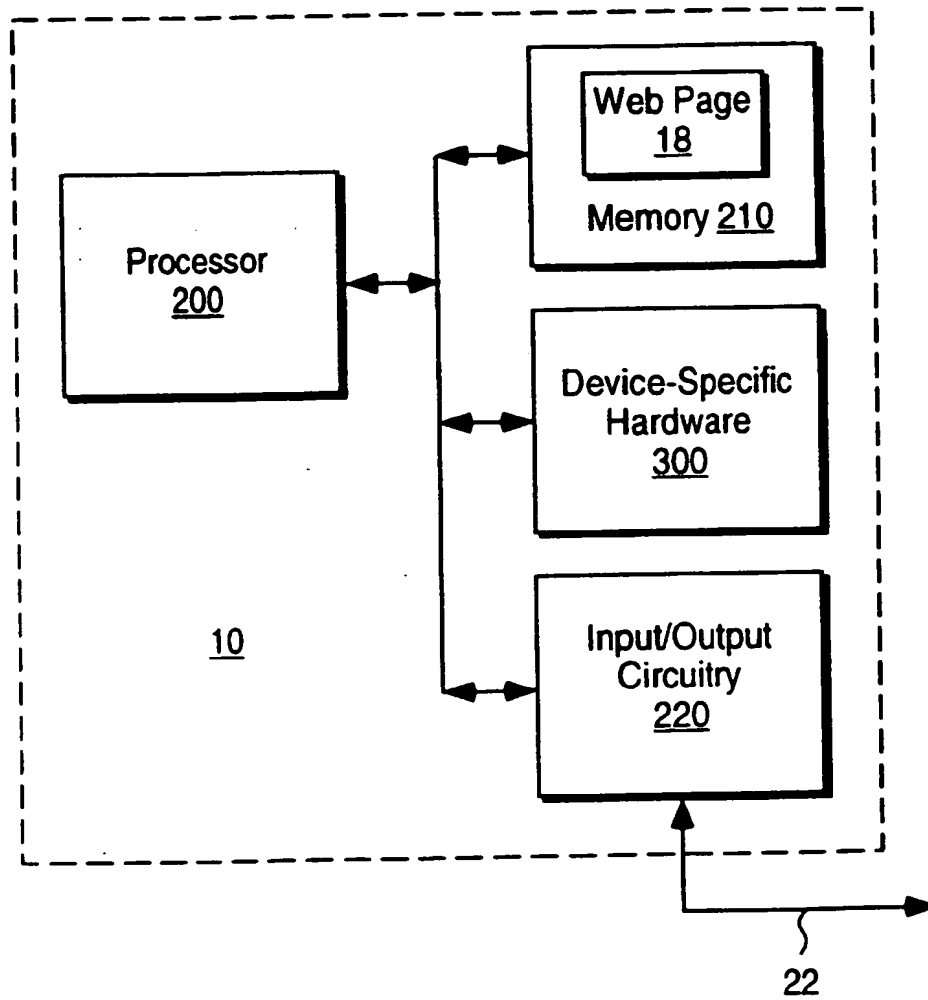 Web Page
18
Memory 210
Processor
200
Device-Specific
Hardware
300
10
Input/Output
Circuitry
220
22